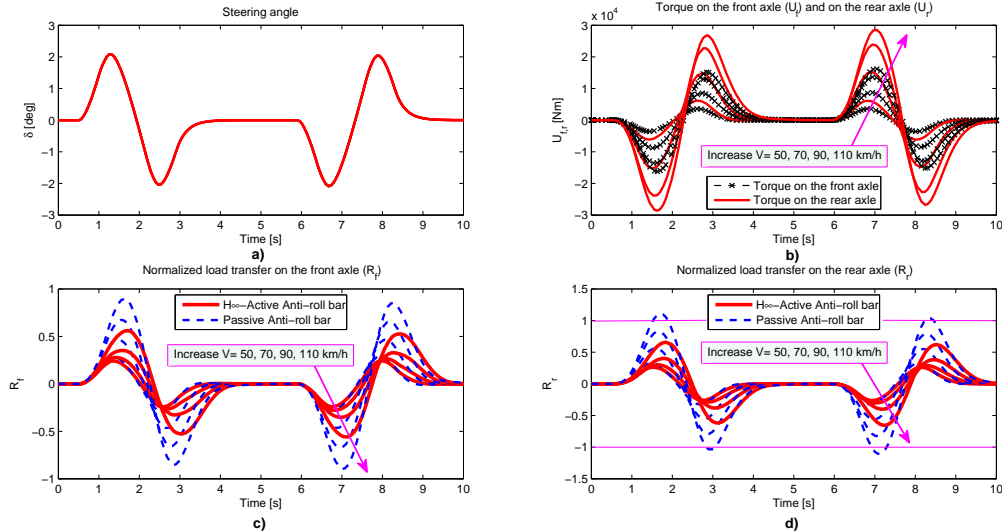 Steering angle
3
2
1
0
-1
-2
-3
δ [deg]
0 1 2 3 4 5 6 7 8 9 10
Time [s]
a)
Torque on the front axle (Uf) and on the rear axle (Ur)
x 10^4
3
2
1
0
-1
-2
-3
Uf,r [Nm]
Increase V= 50, 70, 90, 110 km/h
Torque on the front axle
Torque on the rear axle
0 1 2 3 4 5 6 7 8 9 10
Time [s]
b)
Normalized load transfer on the front axle (Rf)
1
0.5
0
-0.5
-1
Rf
H∞-Active Anti-roll bar
Passive Anti-roll bar
Increase V= 50, 70, 90, 110 km/h
0 1 2 3 4 5 6 7 8 9 10
Time [s]
c)
Normalized load transfer on the rear axle (Rr)
1.5
1
0.5
0
-0.5
-1
-1.5
Rr
H∞-Active Anti-roll bar
Passive Anti-roll bar
Increase V= 50, 70, 90, 110 km/h
0 1 2 3 4 5 6 7 8 9 10
Time [s]
d)